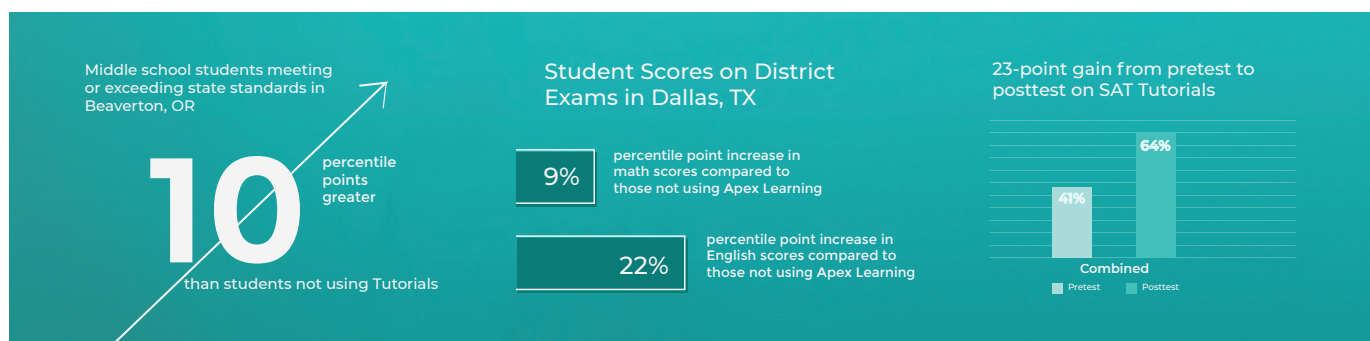 Middle school students meeting
or exceeding state standards in
Beaverton, OR
10
percentile
points
greater
than students not using Tutorials
Student Scores on District
Exams in Dallas, TX
9%
percentile point increase in
math scores compared to
those not using Apex Learning
22%
percentile point increase in
English scores compared to
those not using Apex Learning
23-point gain from pretest to
posttest on SAT Tutorials
41%
64%
Combined
Pretest
Posttest